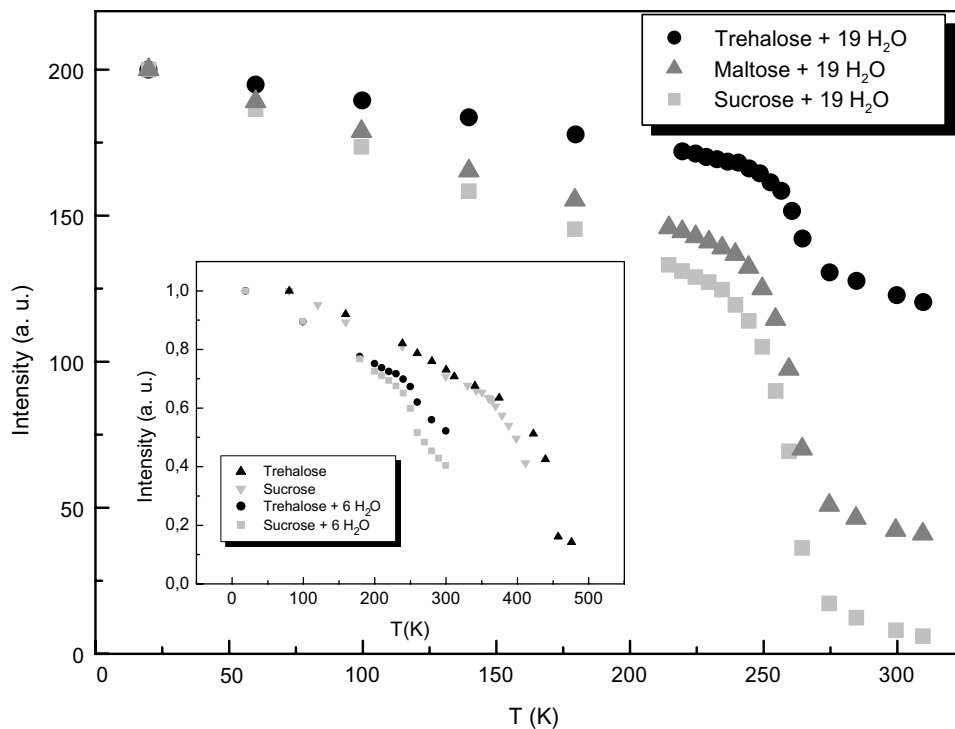 Trehalose + 19 H₂O
Maltose + 19 H₂O
Sucrose + 19 H₂O
200
150
100
50
0
Intensity (a. u.)
1,0
0,8
0,6
0,4
0,2
0,0
Intensity (a. u.)
Trehalose
Sucrose
Trehalose + 6 H₂O
Sucrose + 6 H₂O
0 100 200 300 400 500
T(K)
0 50 100 150 200 250 300
T (K)